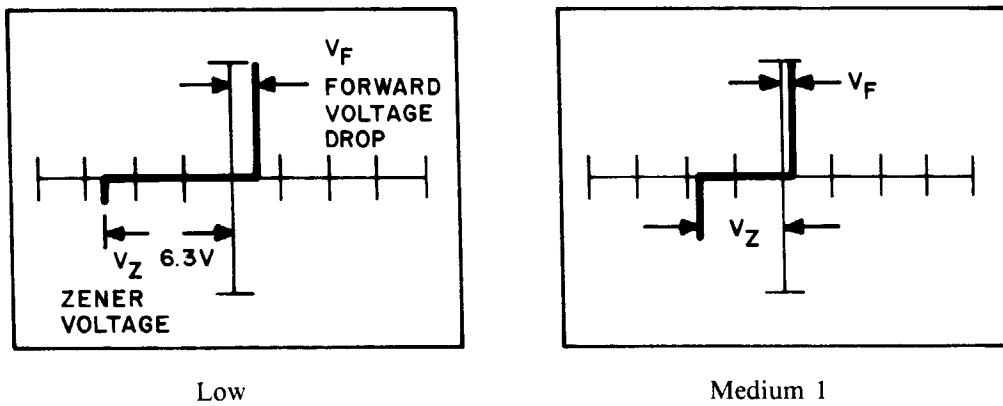 VF
FORWARD
VOLTAGE
DROP
VZ 6.3V
ZENER
VOLTAGE
Low
VF
VZ
Medium 1